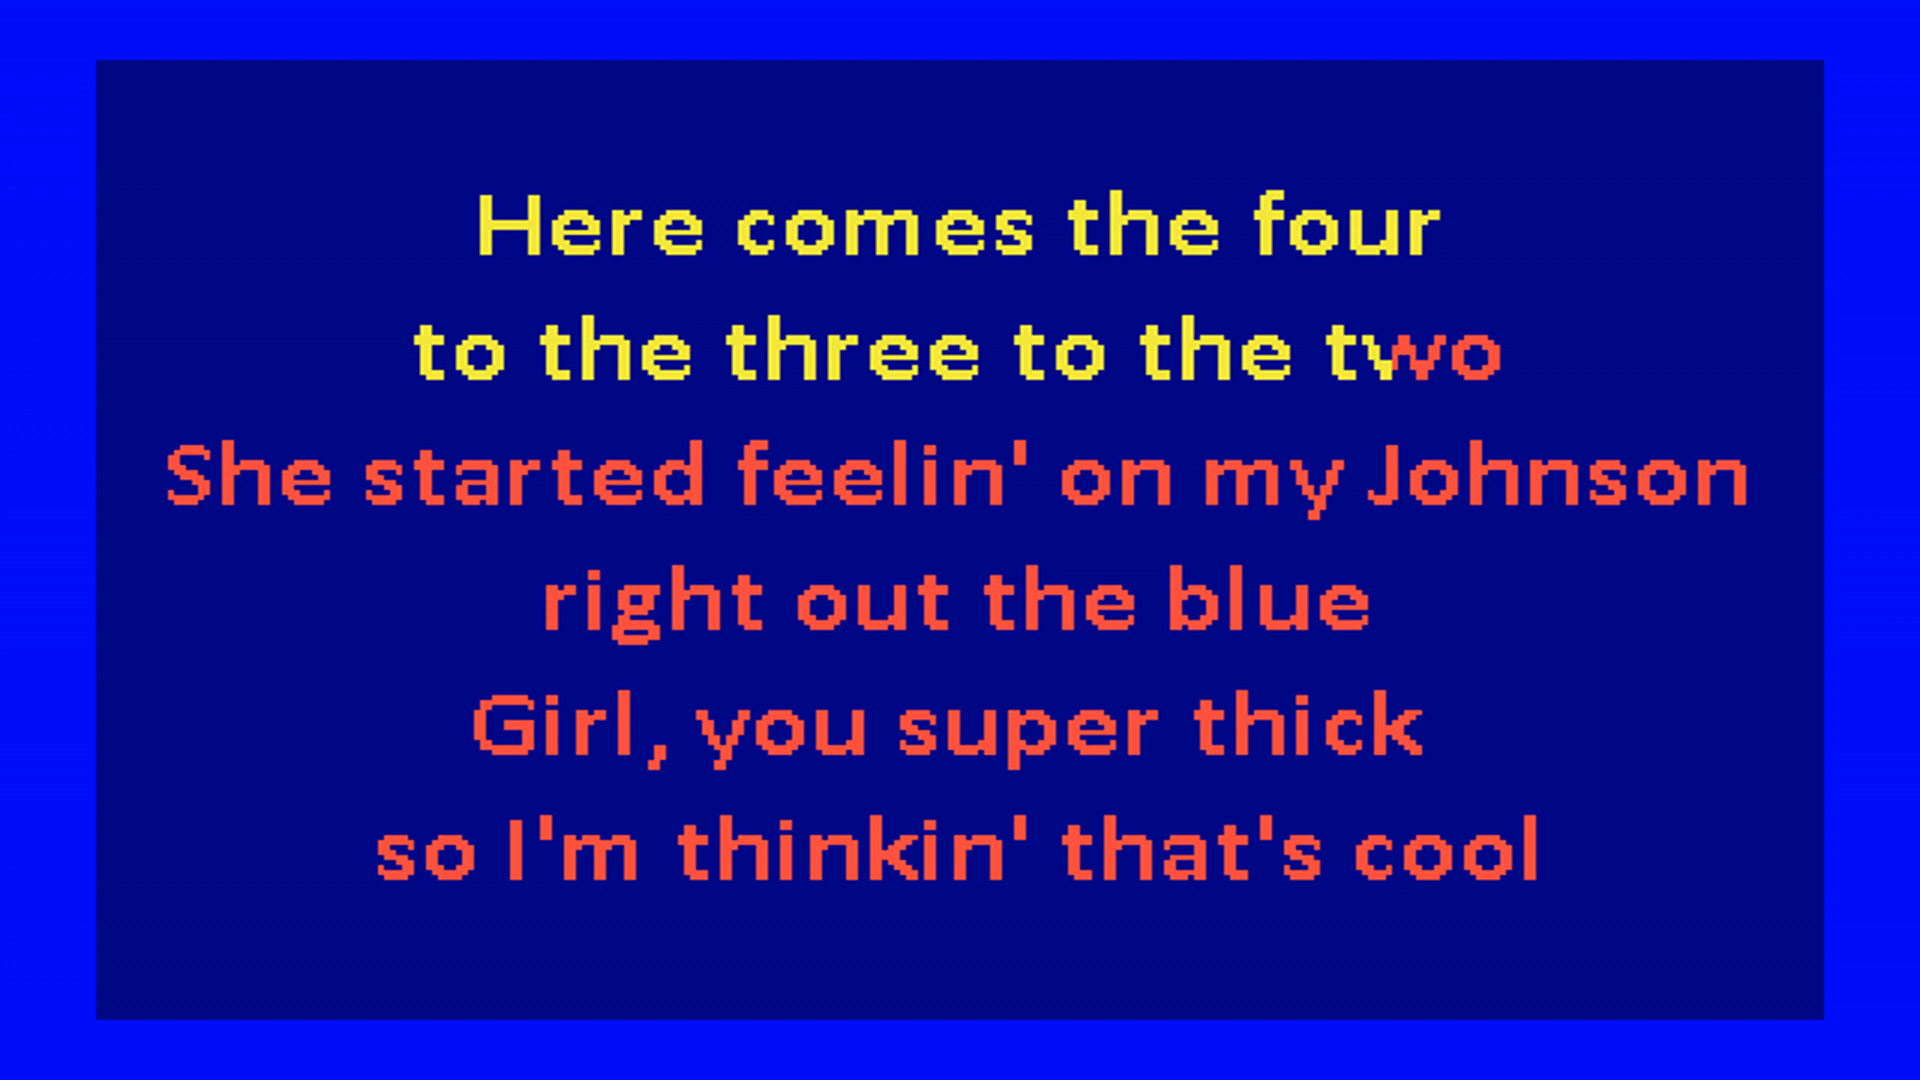 Here comes the four
to the three to the two
She started feelin' on my Johnson
right out the blue
Girl, you super thick
so I'm thinkin' that's cool